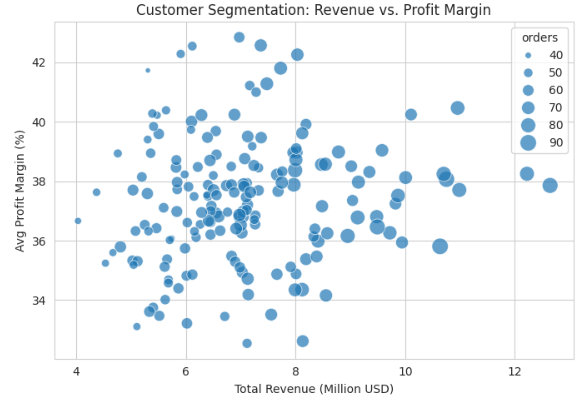 Customer Segmentation: Revenue vs. Profit Margin
orders
40
50
60
70
80
90
42
40
38
36
34
Avg Profit Margin (%)
4 6 8 10 12
Total Revenue (Million USD)